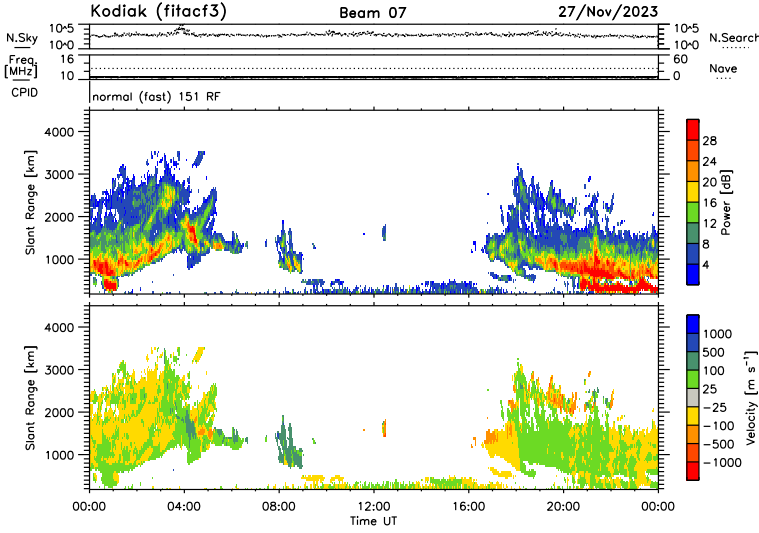 Kodiak (fitacf3) Beam 07 27/Nov/2023
N.Sky 10^5 10^0 10^5 10^0 N.Search
Freq. [MHz] 16 10 60 0 Nave
CPID normal (fast) 151 RF
Slant Range [km] 4000 3000 2000 1000
28 24 20 16 12 8 4 Power [dB]
Slant Range [km] 4000 3000 2000 1000
1000 500 100 25 −25 −100 −500 −1000 Velocity [m s⁻¹]
00:00 04:00 08:00 12:00 16:00 20:00 00:00
Time UT